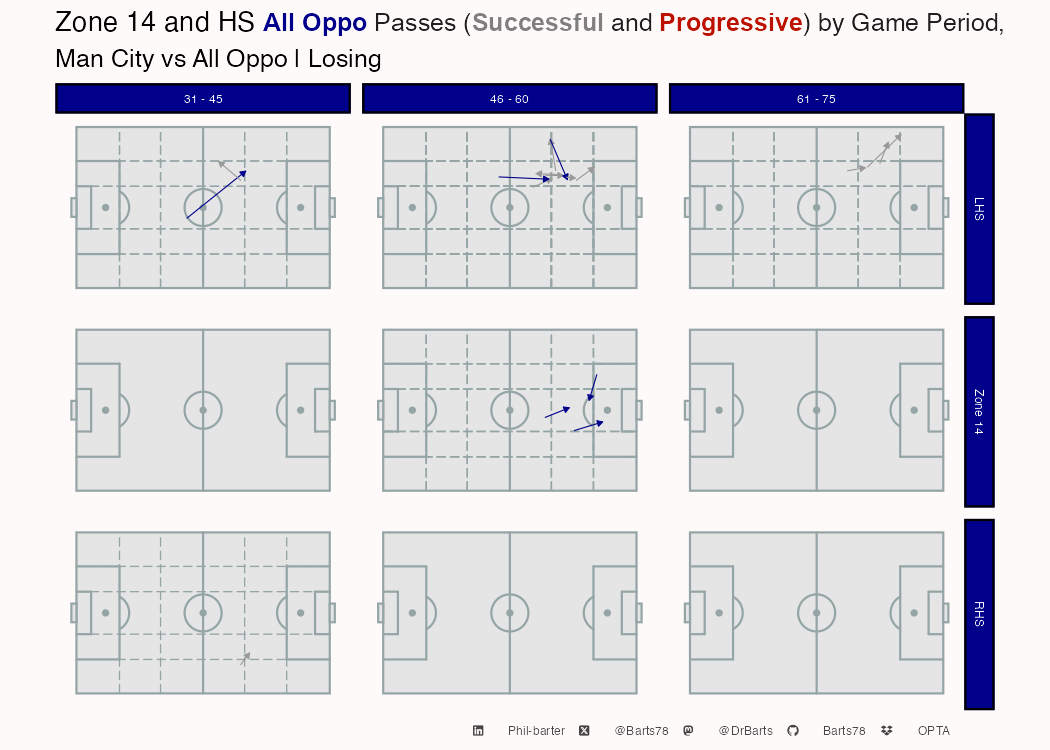 Zone 14 and HS All Oppo Passes (Successful and Progressive) by Game Period,
Man City vs All Oppo | Losing
31 - 45
46 - 60
61 - 75
LHS
Zone 14
RHS
Phil-barter @Barts78 @DrBarts Barts78 OPTA